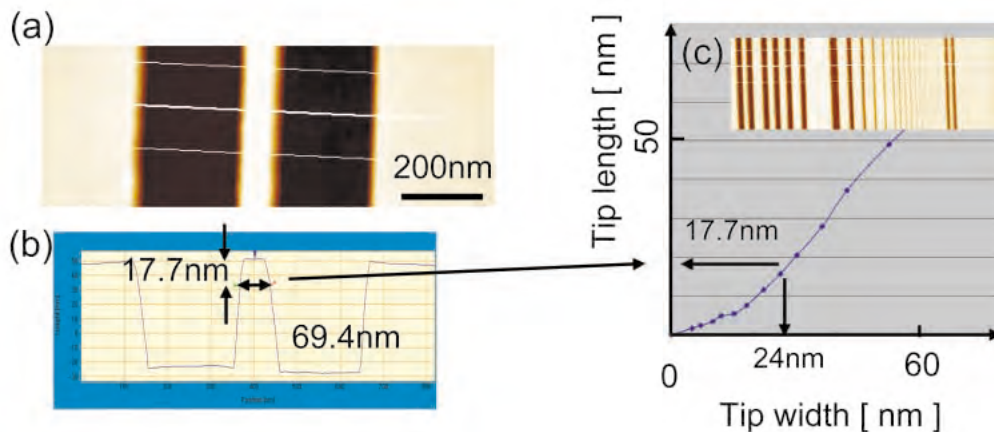 (a)
200nm
(b)
17.7nm
69.4nm
(c)
Tip length [ nm ]
50
17.7nm
0
24nm
60
Tip width [ nm ]